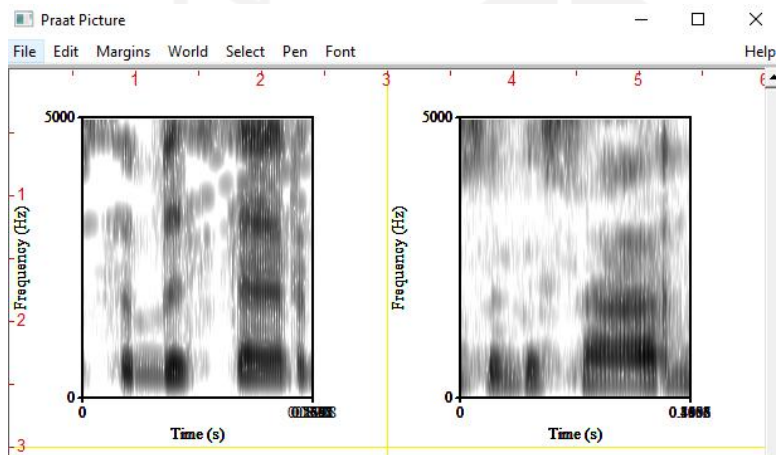 Praat Picture
File Edit Margins World Select Pen Font Help
1 2 3 4 5 6
5000 5000
1
Frequency (Hz) Frequency (Hz)
2
0 0
0 0
Time (s) Time (s)
3